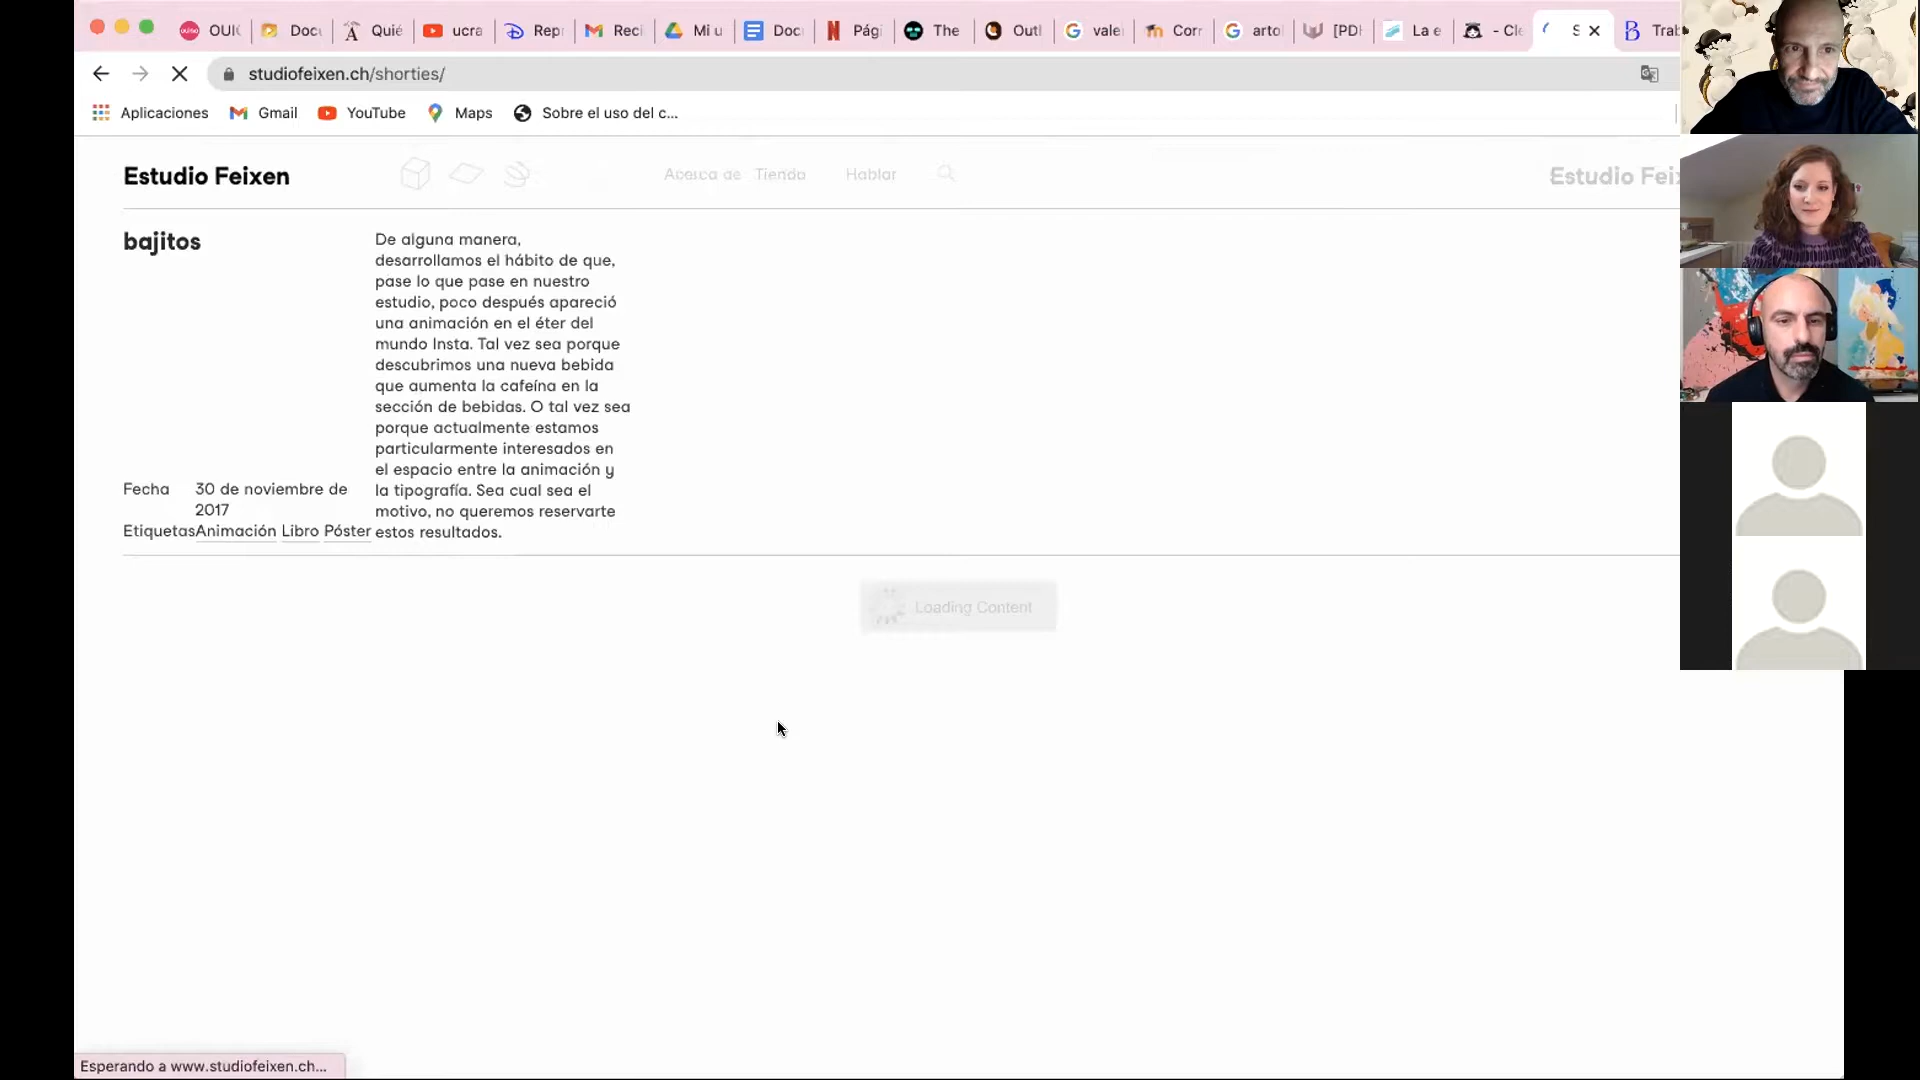 OUI
Docu
Quié
ucra
Repr
Reci
Mi u
Doc
Pági
The
Outl
vale
Corr
arto
[PDF
La e
- Cle
S
Trab
studiofeixen.ch/shorties/
Aplicaciones
Gmail
YouTube
Maps
Sobre el uso del c...
Estudio Feixen
Acerca de
Tienda
Hablar
Estudio Feix
bajitos
De alguna manera,
desarrollamos el hábito de que,
pase lo que pase en nuestro
estudio, poco después apareció
una animación en el éter del
mundo Insta. Tal vez sea porque
descubrimos una nueva bebida
que aumenta la cafeína en la
sección de bebidas. O tal vez sea
porque actualmente estamos
particularmente interesados en
el espacio entre la animación y
la tipografía. Sea cual sea el
motivo, no queremos reservarte
estos resultados.
Fecha
30 de noviembre de
2017
Etiquetas Animación Libro Póster
Loading Content
Esperando a www.studiofeixen.ch...